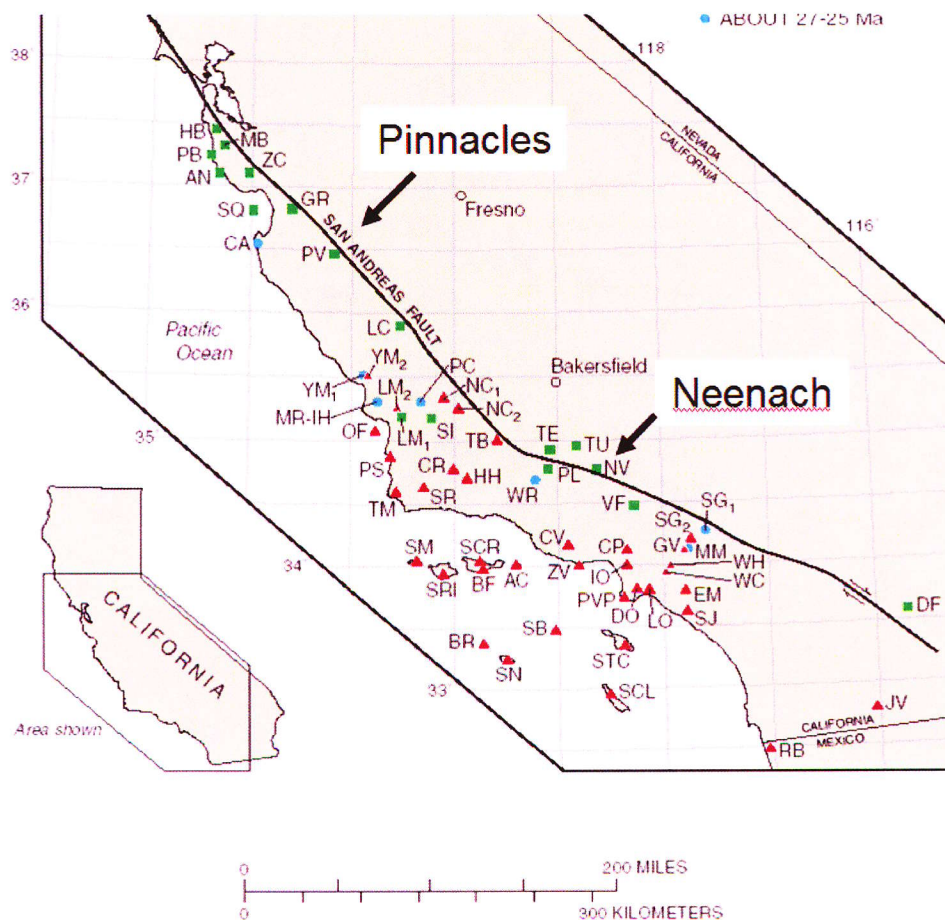 ABOUT 27-25 Ma
38°
118°
NEVADA
CALIFORNIA
HB
MB
PB
ZC
AN
Pinnacles
37°
SQ
GR
Fresno
116°
CA
PV
SAN ANDREAS FAULT
36°
LC
Pacific
Ocean
YM2
PC
YM1
LM2
NC1
Bakersfield
Neenach
MR-IH
NC2
OF
LM1
SI
TB
TE
TU
35
PS
CR
HH
WR
PL
NV
TM
SR
VF
SG1
SG2
CV
CP
GV
MM
WH
34
SM
SCR
SRI
BF
AC
ZV
IO
WC
PVP
DO
LO
EM
SJ
DF
CALIFORNIA
BR
SB
SN
STC
33
SCL
Area shown
JV
CALIFORNIA
MEXICO
RB
0
200 MILES
0
300 KILOMETERS